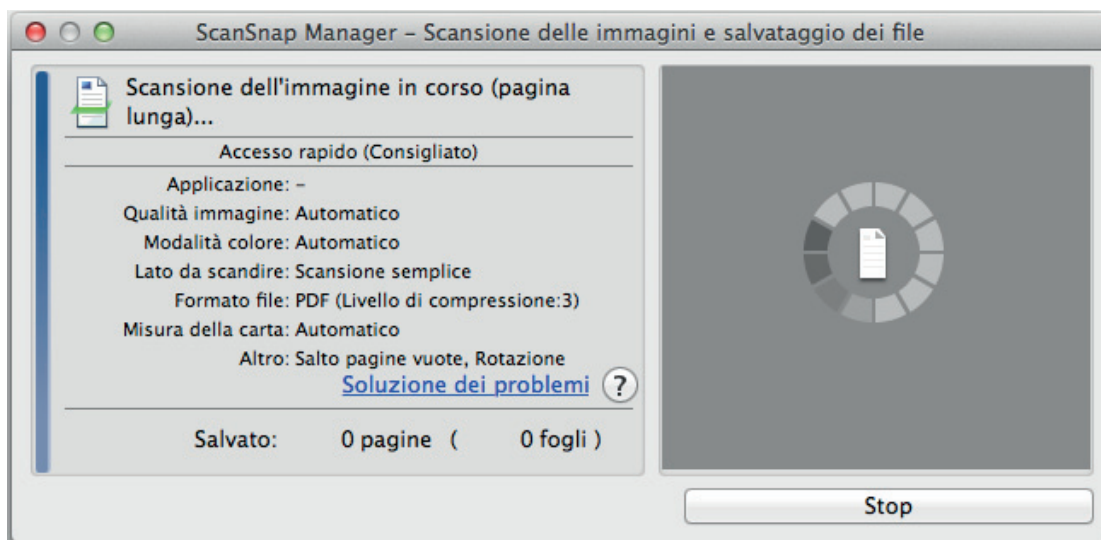 ScanSnap Manager – Scansione delle immagini e salvataggio dei file
Scansione dell'immagine in corso (pagina
lunga)...
Accesso rapido (Consigliato)
Applicazione: –
Qualità immagine: Automatico
Modalità colore: Automatico
Lato da scandire: Scansione semplice
Formato file: PDF (Livello di compressione:3)
Misura della carta: Automatico
Altro: Salto pagine vuote, Rotazione
Soluzione dei problemi ?
Salvato: 0 pagine ( 0 fogli )
Stop